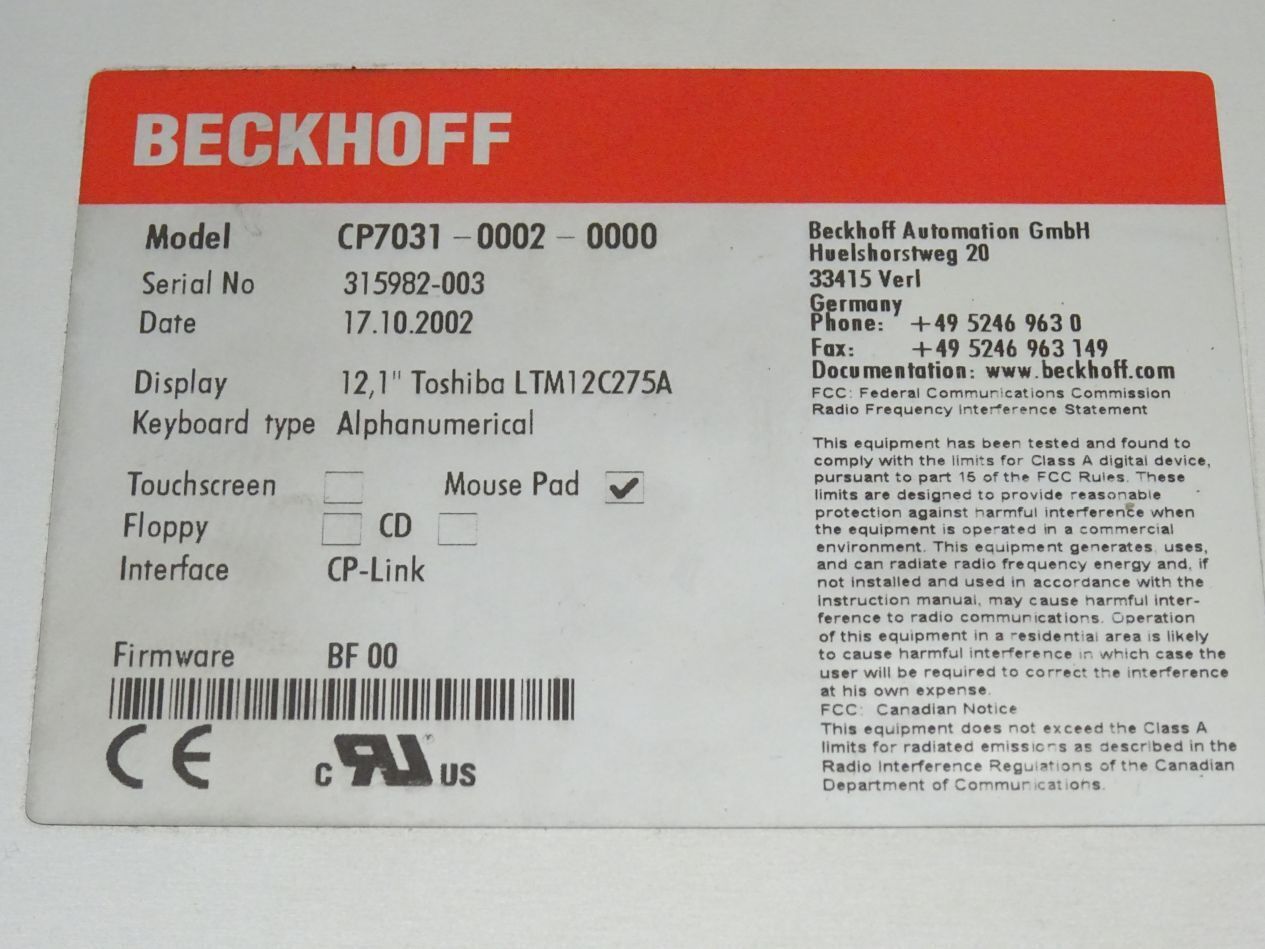 BECKHOFF
Model CP7031 – 0002 – 0000
Serial No 315982-003
Date 17.10.2002
Display 12,1" Toshiba LTM12C275A
Keyboard type Alphanumerical
Touchscreen Mouse Pad ✓
Floppy CD
Interface CP-Link
Firmware BF 00
CE
c RU US
Beckhoff Automation GmbH
Huelshorstweg 20
33415 Verl
Germany
Phone: +49 5246 963 0
Fax: +49 5246 963 149
Documentation: www.beckhoff.com
FCC: Federal Communications Commission
Radio Frequency Interference Statement
This equipment has been tested and found to
comply with the limits for Class A digital device,
pursuant to part 15 of the FCC Rules. These
limits are designed to provide reasonable
protection against harmful interference when
the equipment is operated in a commercial
environment. This equipment generates, uses,
and can radiate radio frequency energy and, if
not installed and used in accordance with the
instruction manual, may cause harmful inter-
ference to radio communications. Operation
of this equipment in a residential area is likely
to cause harmful interference in which case the
user will be required to correct the interference
at his own expense.
FCC: Canadian Notice
This equipment does not exceed the Class A
limits for radiated emissions as described in the
Radio Interference Regulations of the Canadian
Department of Communications.